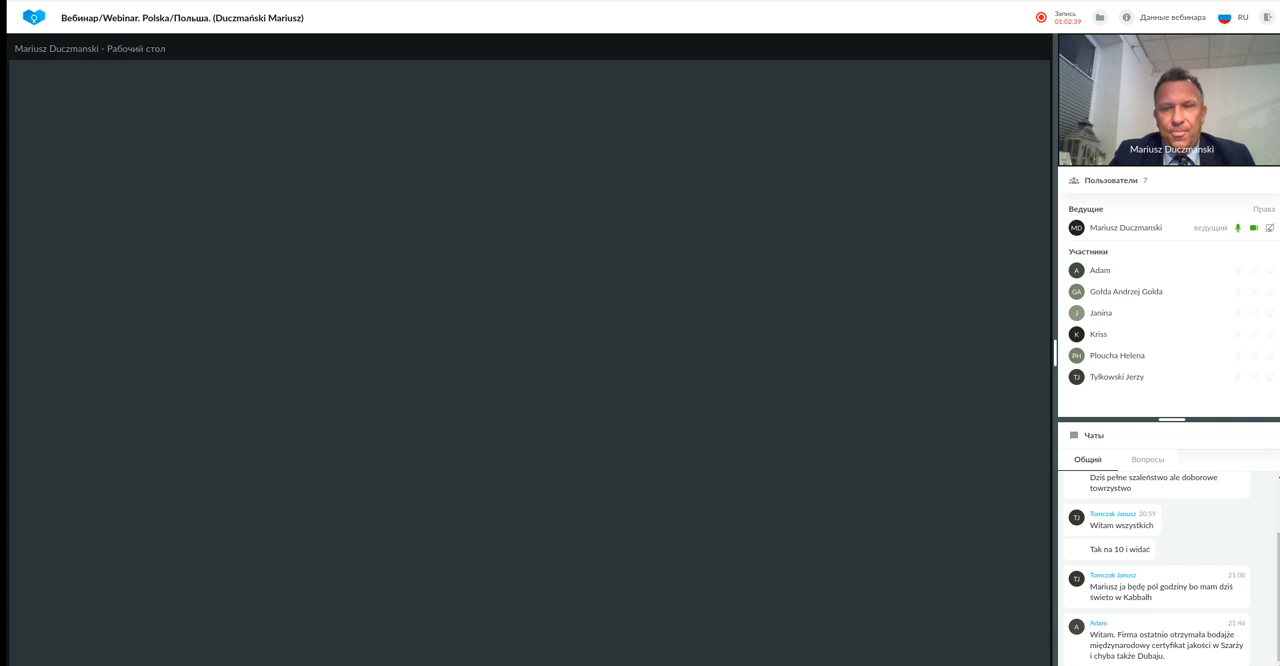 Вебинар/Webinar. Polska/Польша. (Duczmański Mariusz)
Запись
01:02:39
Данные вебинара
RU
Mariusz Duczmanski - Рабочий стол
Mariusz Duczmanski
Пользователи 7
Ведущие Права
MD Mariusz Duczmanski ведущий
Участники
A Adam
GA Gołda Andrzej Golda
J Janina
K Kriss
PH Ploucha Helena
TJ Tylkowski Jerzy
Чаты
Общий Вопросы
Dziś pełne szaleństwo ale doborowe
towrzystwo
TJ Tomczak Janusz 20:59
Witam wszystkich
Tak na 10 i widać
TJ Tomczak Janusz 21:00
Mariusz ja będę pól godziny bo mam dziś
świeto w Kabbalh
A Adam 21:46
Witam. Firma ostatnio otrzymała bodajże
międzynarodowy certyfikat jakości w Szarży
i chyba także Dubaju.